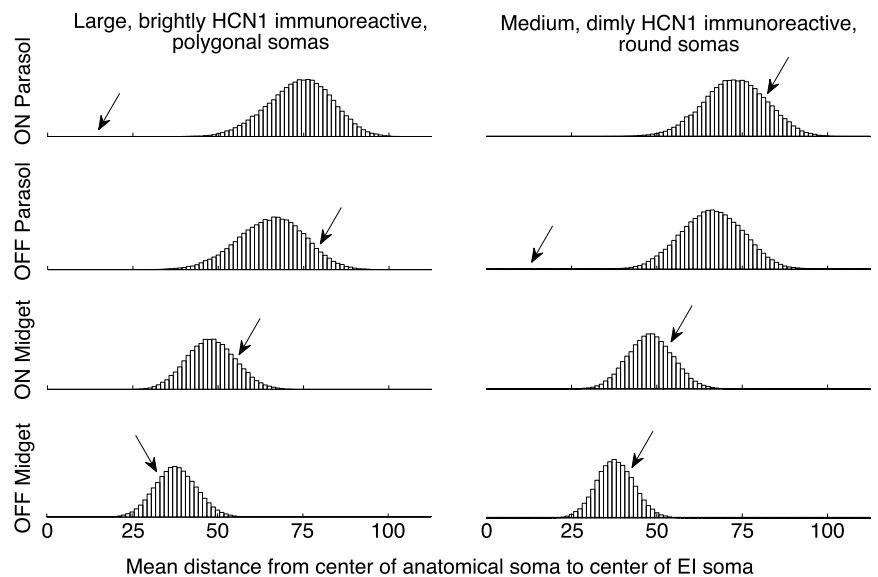 Large, brightly HCN1 immunoreactive,
polygonal somas
Medium, dimly HCN1 immunoreactive,
round somas
ON Parasol
OFF Parasol
ON Midget
OFF Midget
0 25 50 75 100
0 25 50 75 100
Mean distance from center of anatomical soma to center of EI soma